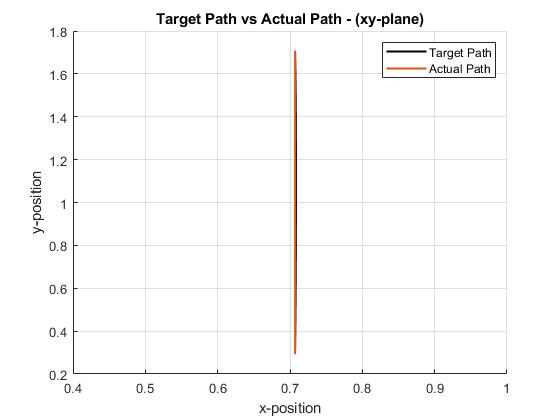 Target Path vs Actual Path - (xy-plane)
1.8
1.6
1.4
1.2
1
0.8
0.6
0.4
0.2
y-position
Target Path
Actual Path
0.4 0.5 0.6 0.7 0.8 0.9 1
x-position